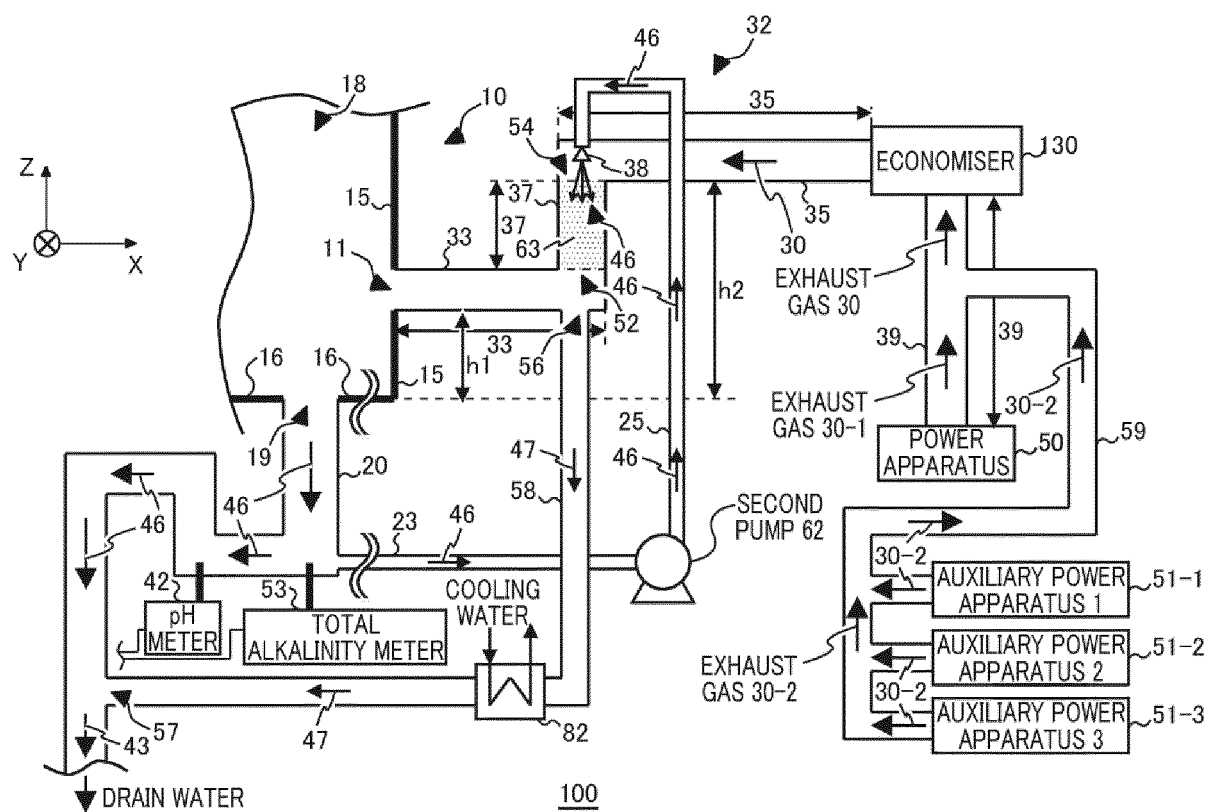 46
32
18
10
35
54
38
ECONOMISER
130
Z
Y
X
15
37
37
63
46
30
35
11
33
52
h2
46
EXHAUST
GAS 30
33
h1
56
39
39
16
16
15
EXHAUST
GAS 30-1
30-2
POWER
APPARATUS
50
59
25
46
19
46
20
47
58
46
46
46
23
46
SECOND
PUMP 62
30-2
42
53
pH
METER
TOTAL
ALKALINITY METER
COOLING
WATER
30-2
AUXILIARY POWER
APPARATUS 1
51-1
AUXILIARY POWER
APPARATUS 2
51-2
EXHAUST
GAS 30-2
30-2
AUXILIARY POWER
APPARATUS 3
51-3
57
43
47
82
DRAIN WATER
100